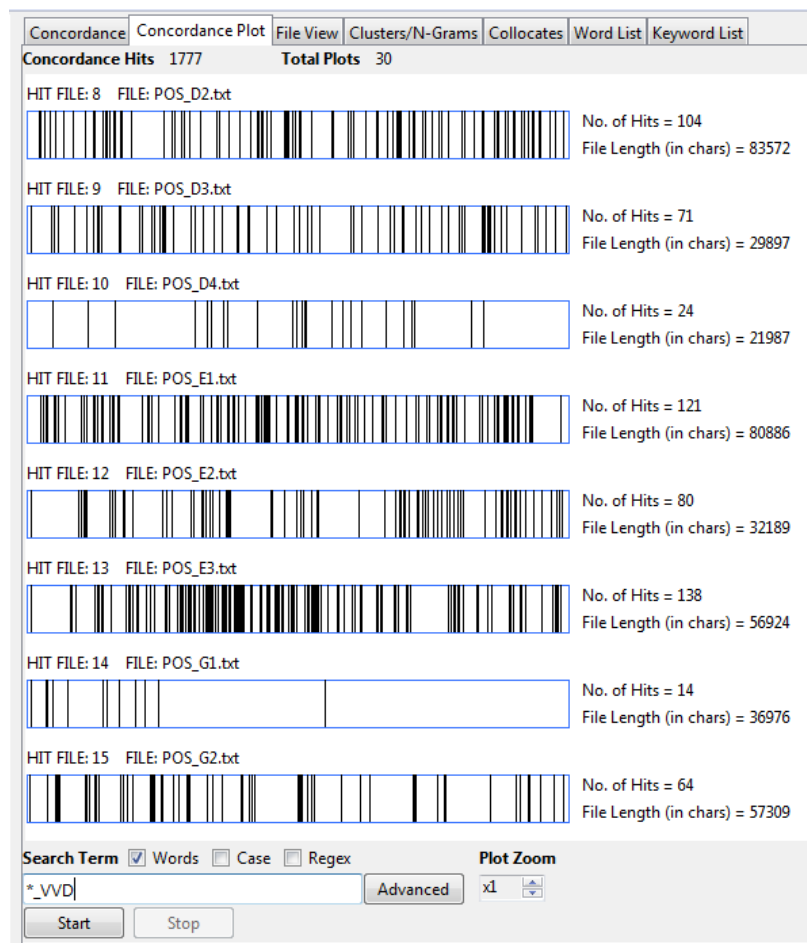 Concordance Concordance Plot File View Clusters/N-Grams Collocates Word List Keyword List
Concordance Hits 1777 Total Plots 30
HIT FILE: 8 FILE: POS_D2.txt
No. of Hits = 104
File Length (in chars) = 83572
HIT FILE: 9 FILE: POS_D3.txt
No. of Hits = 71
File Length (in chars) = 29897
HIT FILE: 10 FILE: POS_D4.txt
No. of Hits = 24
File Length (in chars) = 21987
HIT FILE: 11 FILE: POS_E1.txt
No. of Hits = 121
File Length (in chars) = 80886
HIT FILE: 12 FILE: POS_E2.txt
No. of Hits = 80
File Length (in chars) = 32189
HIT FILE: 13 FILE: POS_E3.txt
No. of Hits = 138
File Length (in chars) = 56924
HIT FILE: 14 FILE: POS_G1.txt
No. of Hits = 14
File Length (in chars) = 36976
HIT FILE: 15 FILE: POS_G2.txt
No. of Hits = 64
File Length (in chars) = 57309
Search Term Words Case Regex Plot Zoom
*_VVD Advanced x1
Start Stop